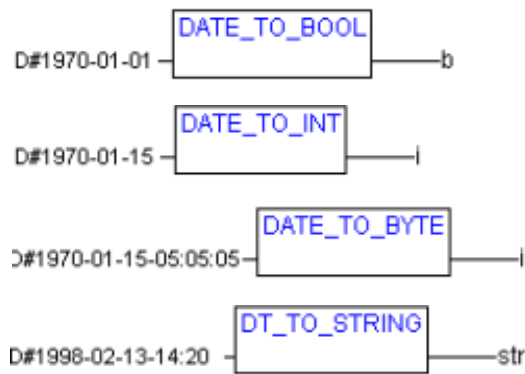 DATE_TO_BOOL
D#1970-01-01 b
DATE_TO_INT
D#1970-01-15 i
DATE_TO_BYTE
D#1970-01-15-05:05:05 i
DT_TO_STRING
D#1998-02-13-14:20 str